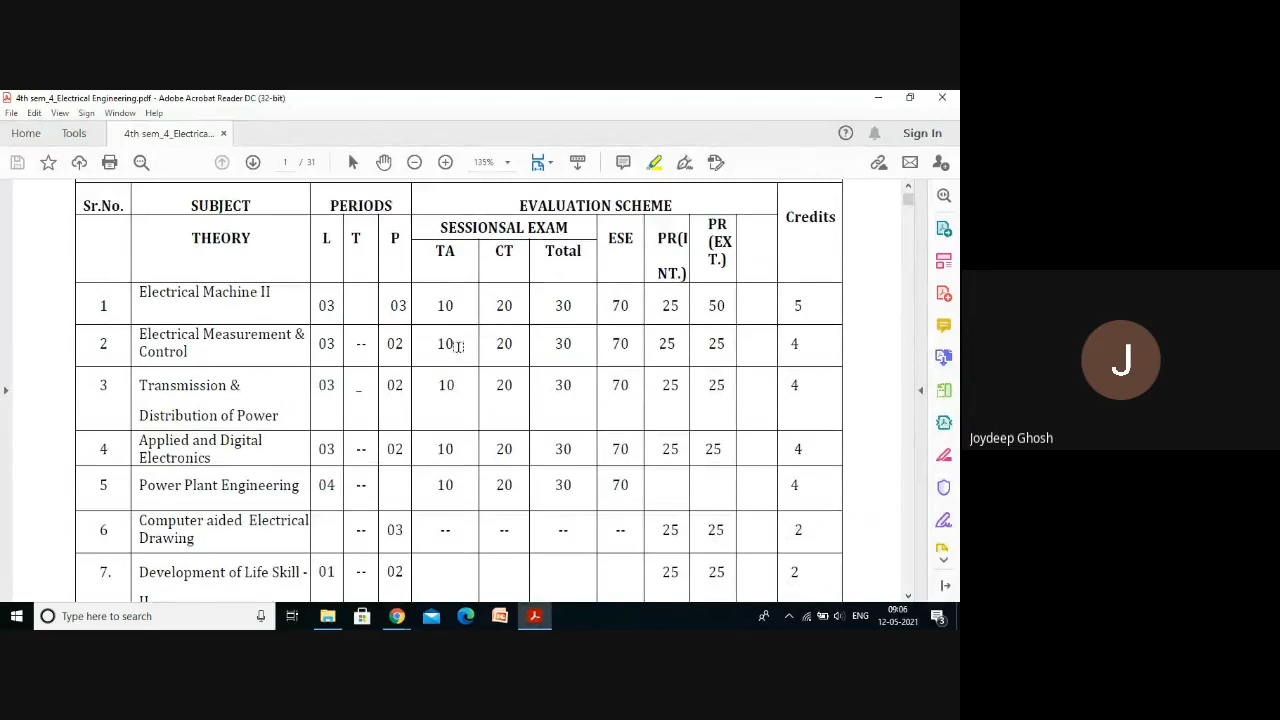 4th sem_4_Electrical Engineering.pdf - Adobe Acrobat Reader DC (32-bit)
File Edit View Sign Window Help
Home Tools 4th sem_4_Electrica... × Sign In
1 / 31 135%
Sr.No. SUBJECT PERIODS EVALUATION SCHEME Credits
THEORY L T P SESSIONSAL EXAM ESE PR(I NT.) PR (EX T.)
TA CT Total
1 Electrical Machine II 03 03 10 20 30 70 25 50 5
2 Electrical Measurement & Control 03 -- 02 10 20 30 70 25 25 4
3 Transmission & Distribution of Power 03 _ 02 10 20 30 70 25 25 4
4 Applied and Digital Electronics 03 -- 02 10 20 30 70 25 25 4
5 Power Plant Engineering 04 -- 10 20 30 70 4
6 Computer aided Electrical Drawing -- 03 -- -- -- -- 25 25 2
7. Development of Life Skill - II 01 -- 02 25 25 2
J
Joydeep Ghosh
Type here to search ENG 09:06
12-05-2021
3